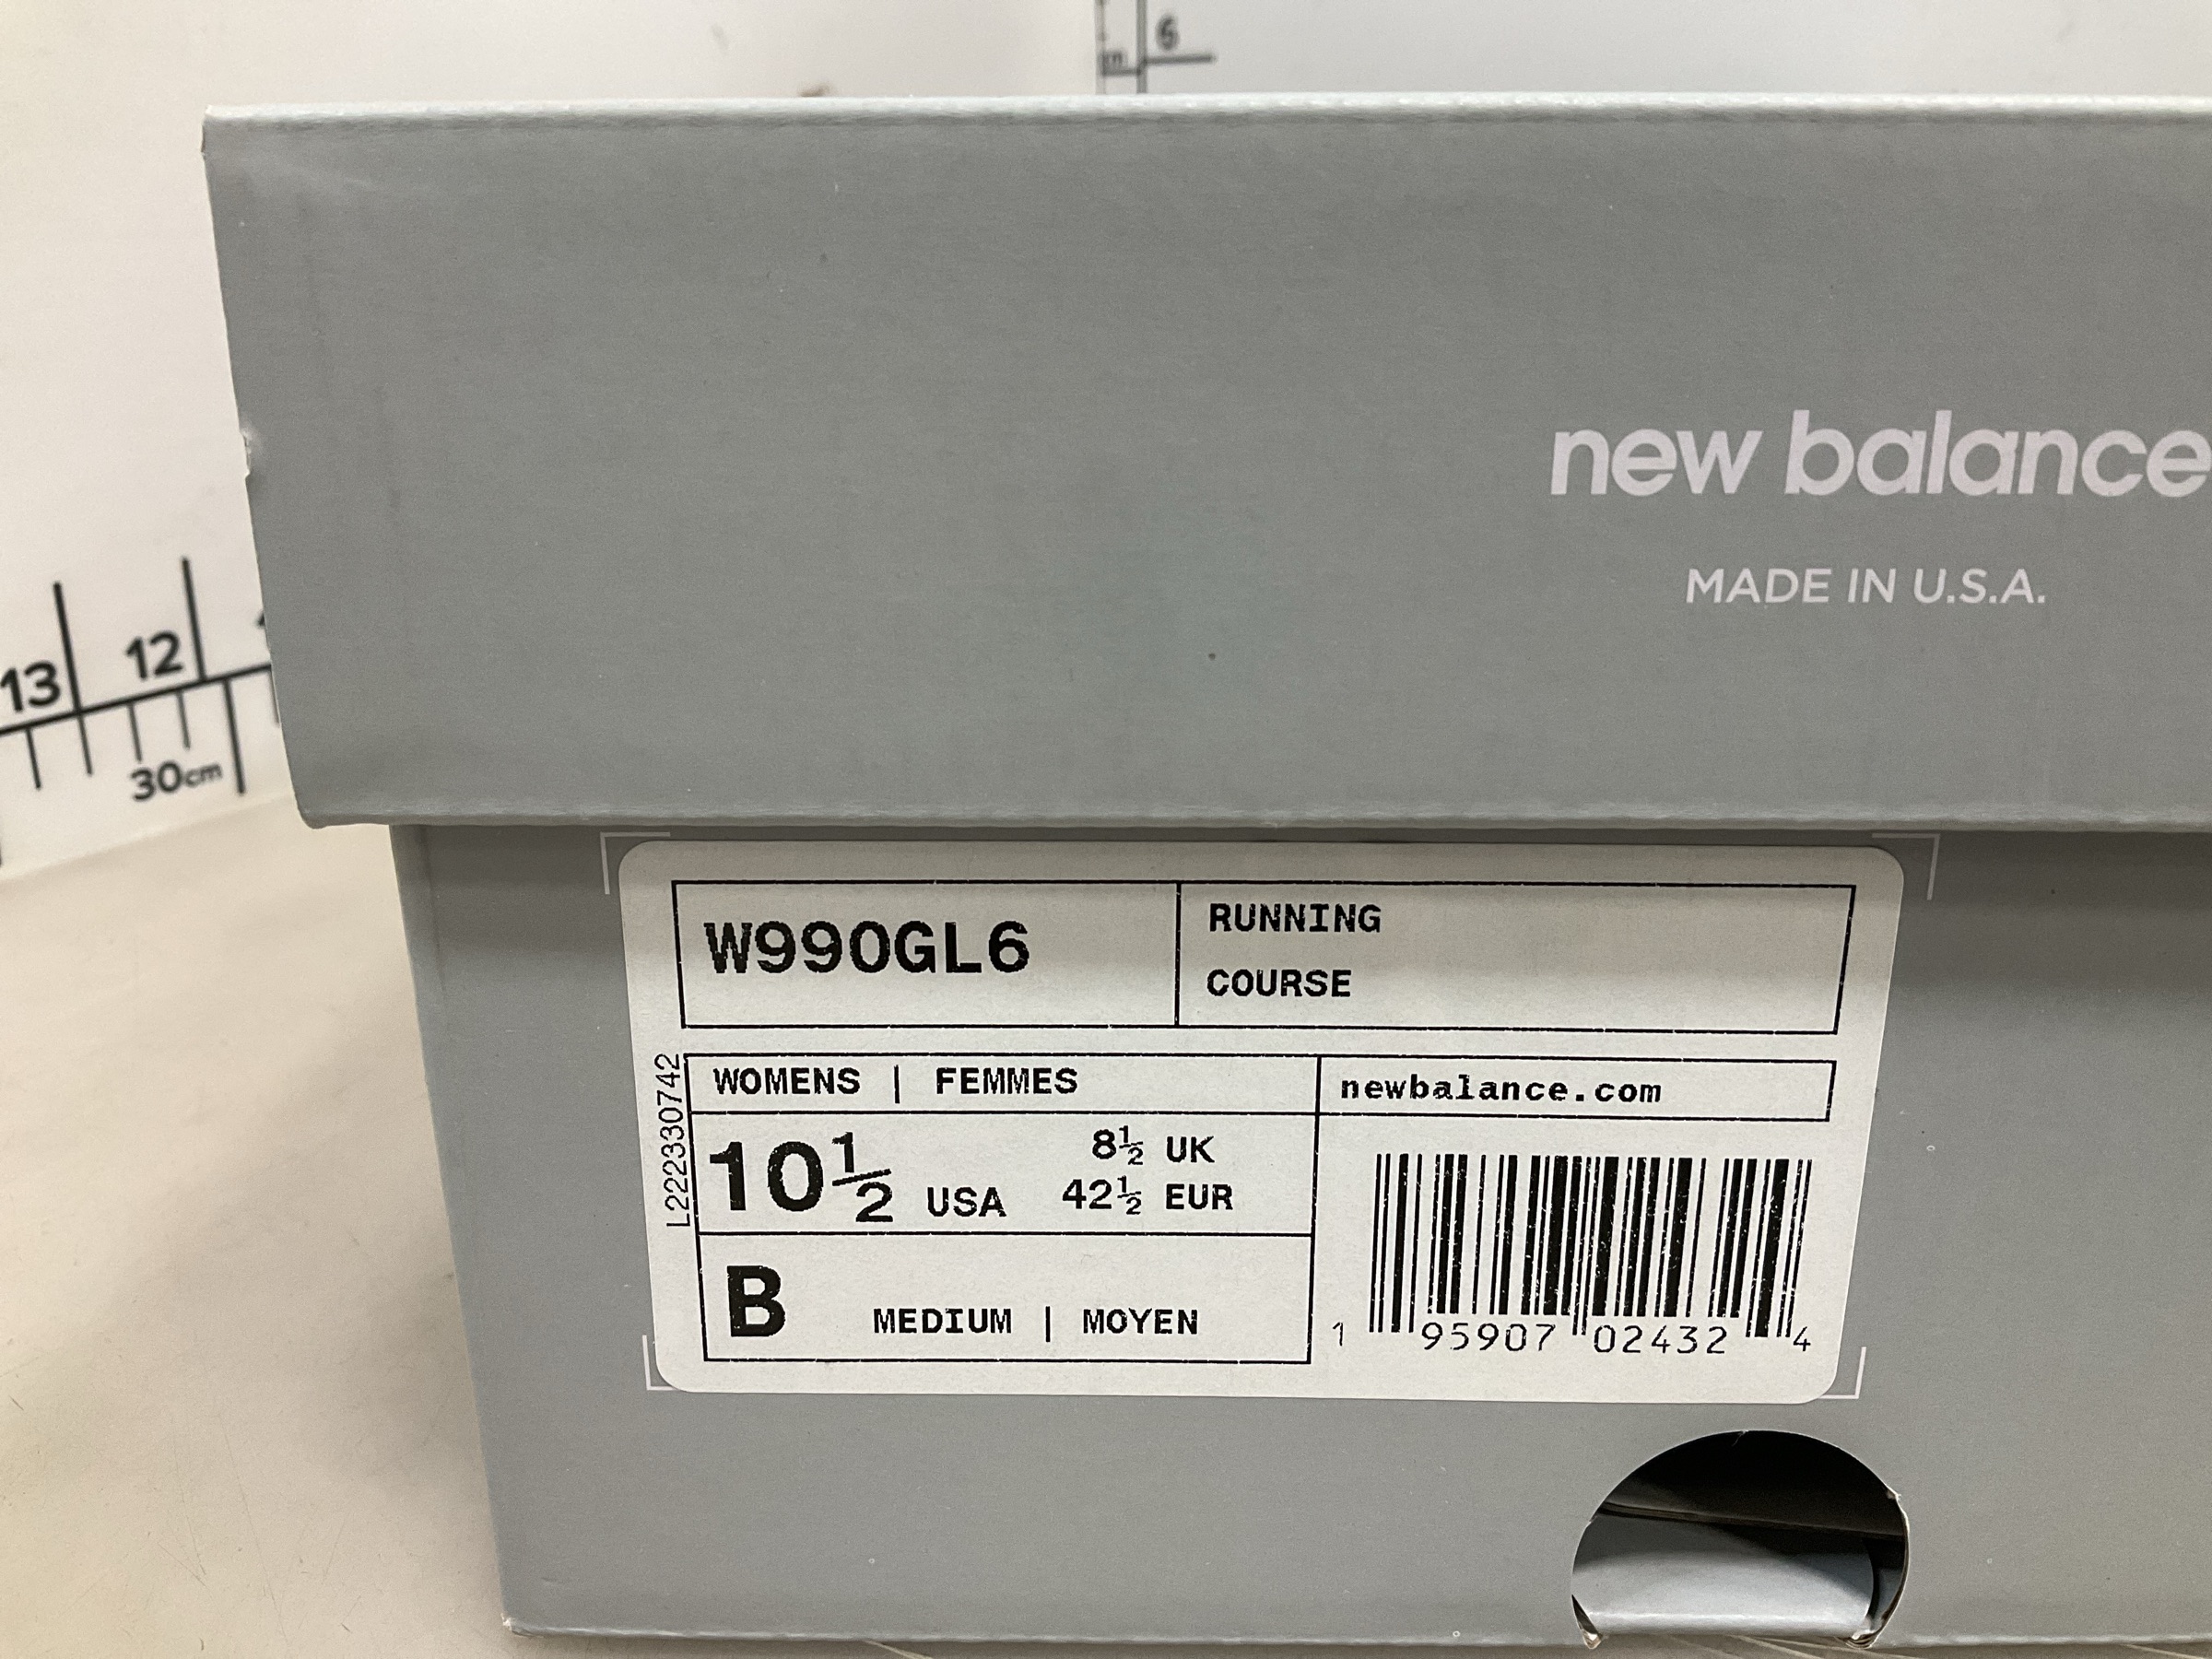 6
in
new balance
MADE IN U.S.A.
13 12
30cm
W990GL6
RUNNING
COURSE
L222330742
WOMENS | FEMMES
newbalance.com
10½ USA
8½ UK
42½ EUR
B MEDIUM | MOYEN
1 95907 02432 4